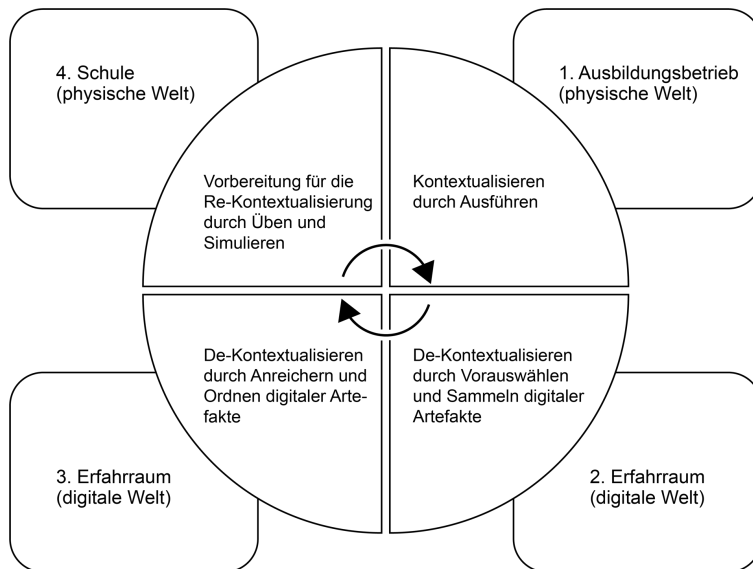 4. Schule
(physische Welt)
1. Ausbildungsbetrieb
(physische Welt)
Vorbereitung für die
Re-Kontextualisierung
durch Üben und
Simulieren
Kontextualisieren
durch Ausführen
De-Kontextualisieren
durch Anreichern und
Ordnen digitaler Arte-
fakte
De-Kontextualisieren
durch Vorauswählen
und Sammeln digitaler
Artefakte
3. Erfahrraum
(digitale Welt)
2. Erfahrraum
(digitale Welt)